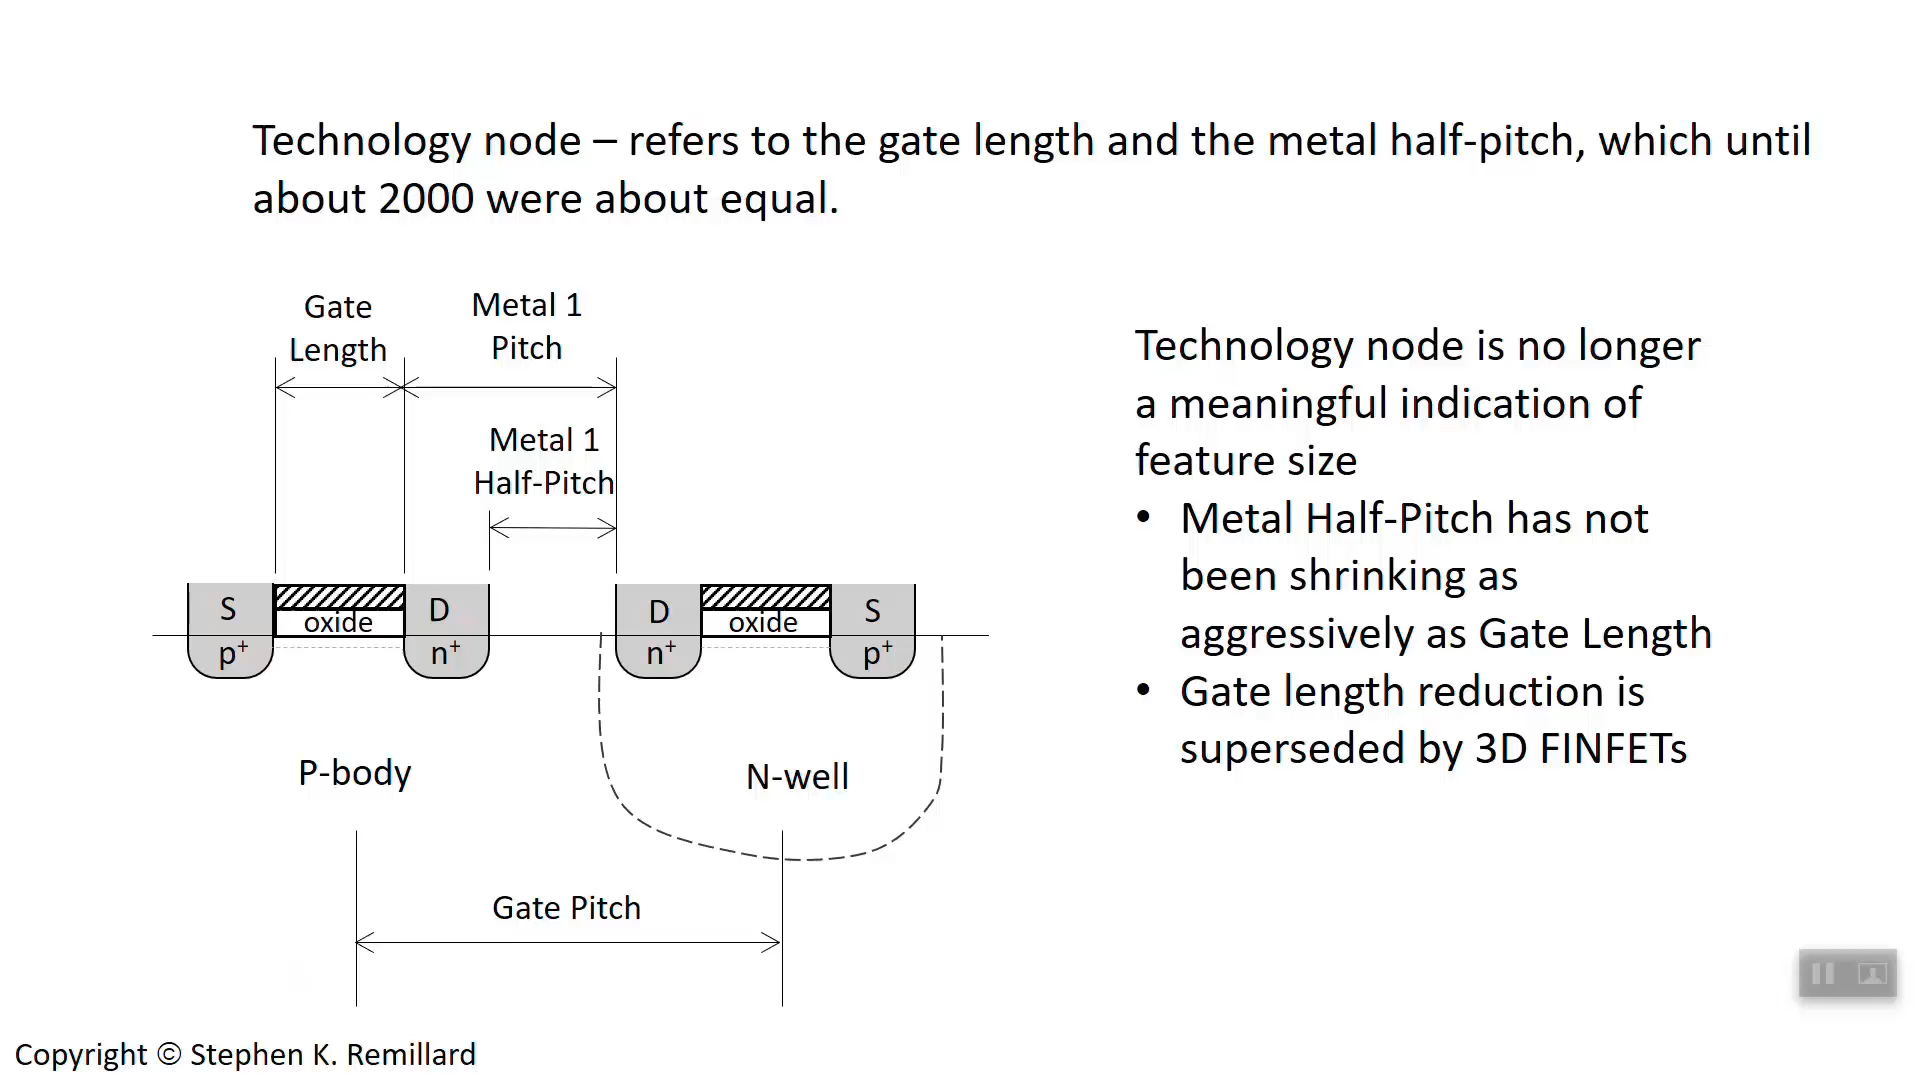 Technology node – refers to the gate length and the metal half-pitch, which until
about 2000 were about equal.
Gate
Length
Metal 1
Pitch
Metal 1
Half-Pitch
S
oxide
D
D
oxide
S
p+
n+
n+
p+
P-body
N-well
Gate Pitch
Technology node is no longer
a meaningful indication of
feature size
• Metal Half-Pitch has not
been shrinking as
aggressively as Gate Length
• Gate length reduction is
superseded by 3D FINFETs
Copyright © Stephen K. Remillard